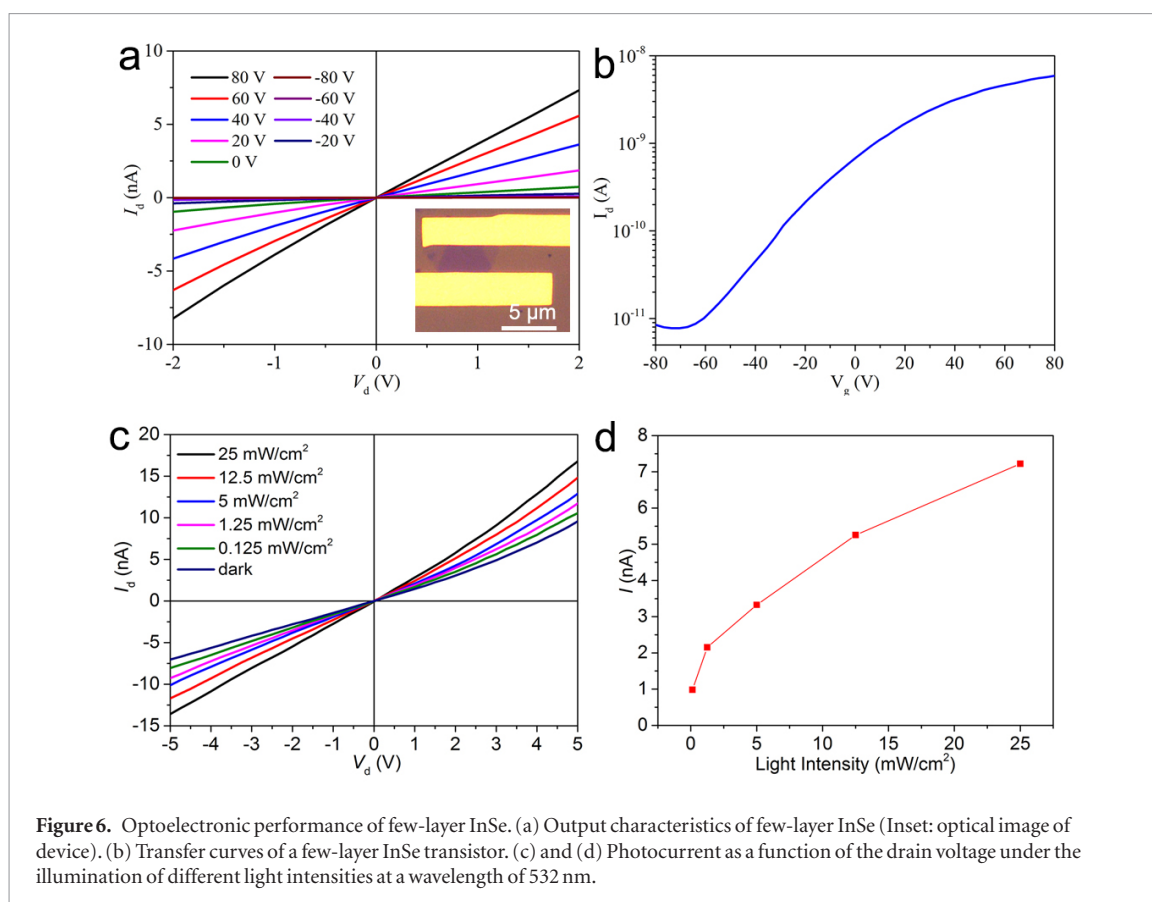 a
10
5
0
-5
-10
I_d (nA)
80 V -80 V
60 V -60 V
40 V -40 V
20 V -20 V
0 V
5 μm
-2 -1 0 1 2
V_d (V)
b
10⁻⁸
10⁻⁹
10⁻¹⁰
10⁻¹¹
I_d (A)
-80 -60 -40 -20 0 20 40 60 80
V_g (V)
c
20
15
10
5
0
-5
-10
-15
I_d (nA)
25 mW/cm²
12.5 mW/cm²
5 mW/cm²
1.25 mW/cm²
0.125 mW/cm²
dark
-5 -4 -3 -2 -1 0 1 2 3 4 5
V_d (V)
d
8
7
6
5
4
3
2
1
0
I (nA)
0 5 10 15 20 25
Light Intensity (mW/cm²)
Figure 6. Optoelectronic performance of few-layer InSe. (a) Output characteristics of few-layer InSe (Inset: optical image of
device). (b) Transfer curves of a few-layer InSe transistor. (c) and (d) Photocurrent as a function of the drain voltage under the
illumination of different light intensities at a wavelength of 532 nm.